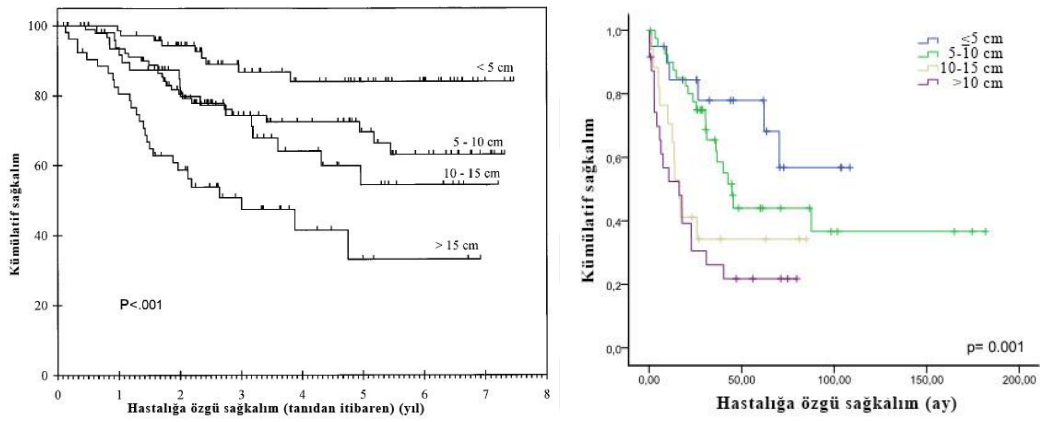 100
80
60
40
20
0
Kümülatif sağkalım
< 5 cm
5 - 10 cm
10 - 15 cm
> 15 cm
P<.001
0 1 2 3 4 5 6 7 8
Hastalığa özgü sağkalım (tanıdan itibaren) (yıl)
1,0
0,8
0,6
0,4
0,2
0,0
Kümülatif sağkalım
≤5 cm
5-10 cm
10-15 cm
>10 cm
p= 0.001
0,00 50,00 100,00 150,00 200,00
Hastalığa özgü sağkalım (ay)